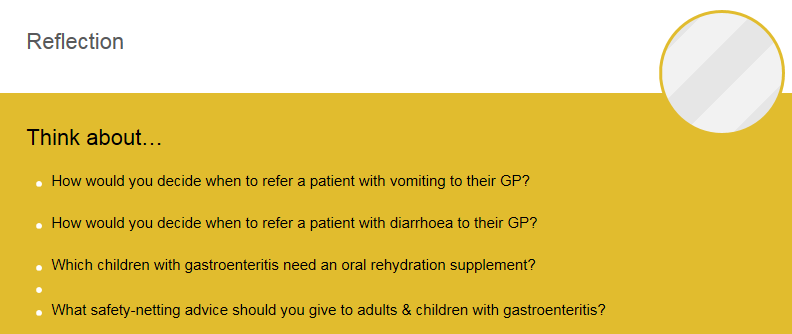 Reflection
Think about…
How would you decide when to refer a patient with vomiting to their GP?
How would you decide when to refer a patient with diarrhoea to their GP?
Which children with gastroenteritis need an oral rehydration supplement?
What safety-netting advice should you give to adults & children with gastroenteritis?